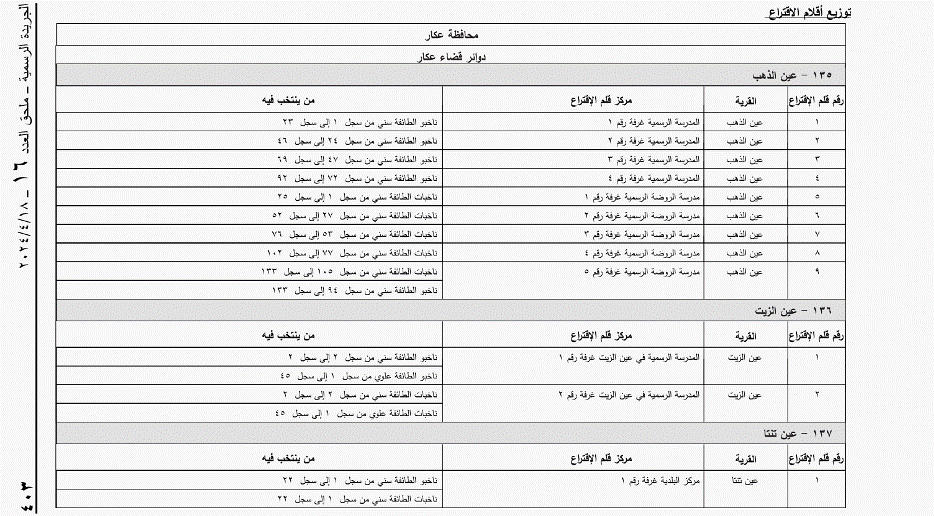 توزيع أقلام الاقتراع
محافظة عكار
دوائر قضاء عكار
١٣٥ - عين الذهب
رقم قلم الإقتراع القرية مركز قلم الإقتراع من ينتخب فيه
١ عين الذهب المدرسة الرسمية غرفة رقم ١ ناخبو الطائفة سني من سجل ١ إلى سجل ٢٣
٢ عين الذهب المدرسة الرسمية غرفة رقم ٢ ناخبو الطائفة سني من سجل ٢٤ إلى سجل ٤٦
٣ عين الذهب المدرسة الرسمية غرفة رقم ٣ ناخبو الطائفة سني من سجل ٤٧ إلى سجل ٦٩
٤ عين الذهب المدرسة الرسمية غرفة رقم ٤ ناخبو الطائفة سني من سجل ٧٢ إلى سجل ٩٢
٥ عين الذهب مدرسة الروضة الرسمية غرفة رقم ١ ناخبات الطائفة سني من سجل ١ إلى سجل ٢٥
٦ عين الذهب مدرسة الروضة الرسمية غرفة رقم ٢ ناخبات الطائفة سني من سجل ٢٧ إلى سجل ٥٢
٧ عين الذهب مدرسة الروضة الرسمية غرفة رقم ٣ ناخبات الطائفة سني من سجل ٥٣ إلى سجل ٧٦
٨ عين الذهب مدرسة الروضة الرسمية غرفة رقم ٤ ناخبات الطائفة سني من سجل ٧٧ إلى سجل ١٠٢
٩ عين الذهب مدرسة الروضة الرسمية غرفة رقم ٥ ناخبات الطائفة سني من سجل ١٠٥ إلى سجل ١٣٣
ناخبو الطائفة سني من سجل ٩٤ إلى سجل ١٣٣
١٣٦ - عين الزيت
رقم قلم الإقتراع القرية مركز قلم الإقتراع من ينتخب فيه
١ عين الزيت المدرسة الرسمية في عين الزيت غرفة رقم ١ ناخبو الطائفة سني من سجل ٢ إلى سجل ٢
ناخبو الطائفة علوي من سجل ١ إلى سجل ٤٥
٢ عين الزيت المدرسة الرسمية في عين الزيت غرفة رقم ٢ ناخبات الطائفة سني من سجل ٢ إلى سجل ٢
ناخبات الطائفة علوي من سجل ١ إلى سجل ٤٥
١٣٧ - عين تنتا
رقم قلم الإقتراع القرية مركز قلم الإقتراع من ينتخب فيه
١ عين تنتا مركز البلدية غرفة رقم ١ ناخبو الطائفة سني من سجل ١ إلى سجل ٢٢
ناخبات الطائفة سني من سجل ١ إلى سجل ٢٢
الجريدة الرسمية – ملحق العدد ١٦ – ٢٠٢٤/٤/١٨
٤٠٣